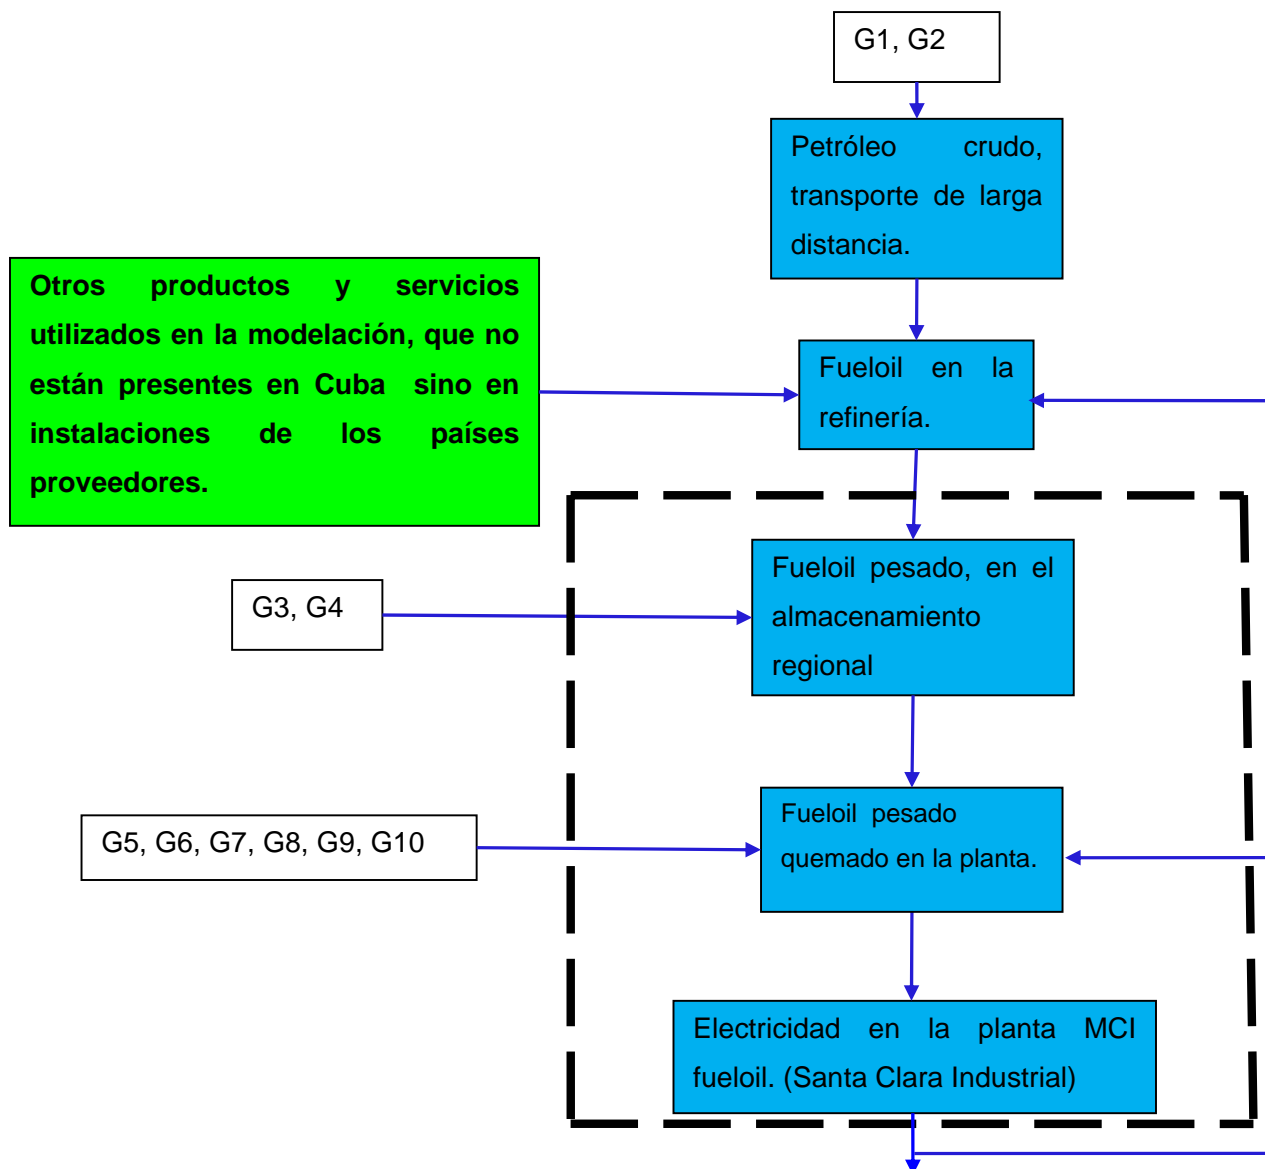 G1, G2
Petróleo crudo,
transporte de larga
distancia.
Otros productos y servicios
utilizados en la modelación, que no
están presentes en Cuba sino en
instalaciones de los países
proveedores.
Fueloil en la
refinería.
Fueloil pesado, en el
almacenamiento
regional
G3, G4
Fueloil pesado
quemado en la planta.
G5, G6, G7, G8, G9, G10
Electricidad en la planta MCI
fueloil. (Santa Clara Industrial)